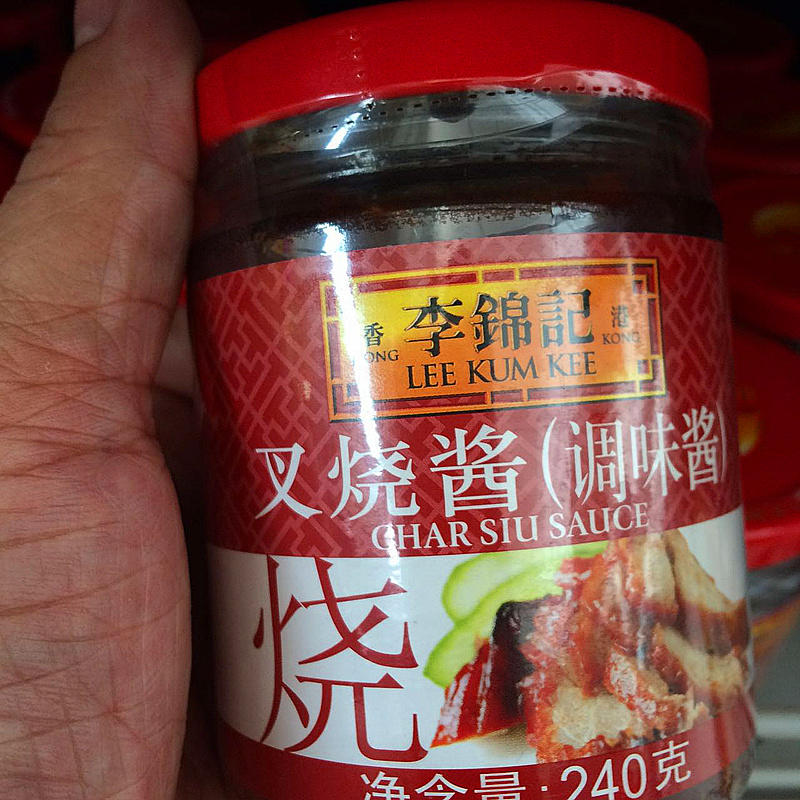 香 李錦記 港
HONG KONG
LEE KUM KEE
叉烧酱(调味酱)
CHAR SIU SAUCE
烧
净含量:240克